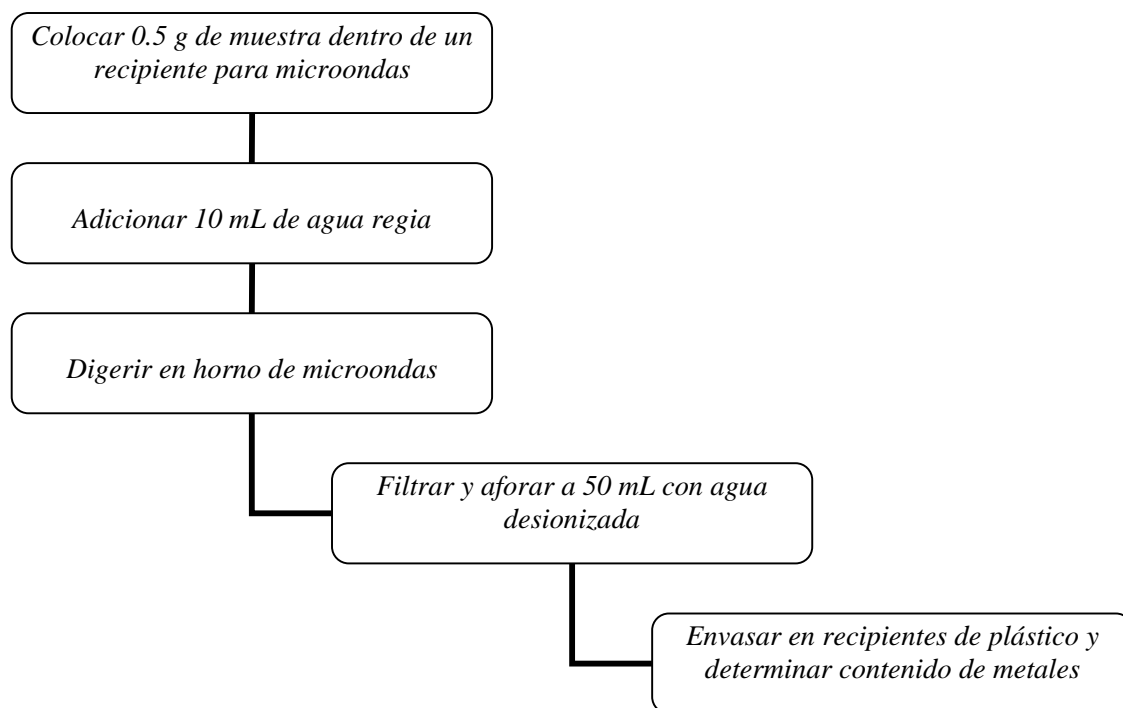 Colocar 0.5 g de muestra dentro de un
recipiente para microondas
Adicionar 10 mL de agua regia
Digerir en horno de microondas
Filtrar y aforar a 50 mL con agua
desionizada
Envasar en recipientes de plástico y
determinar contenido de metales